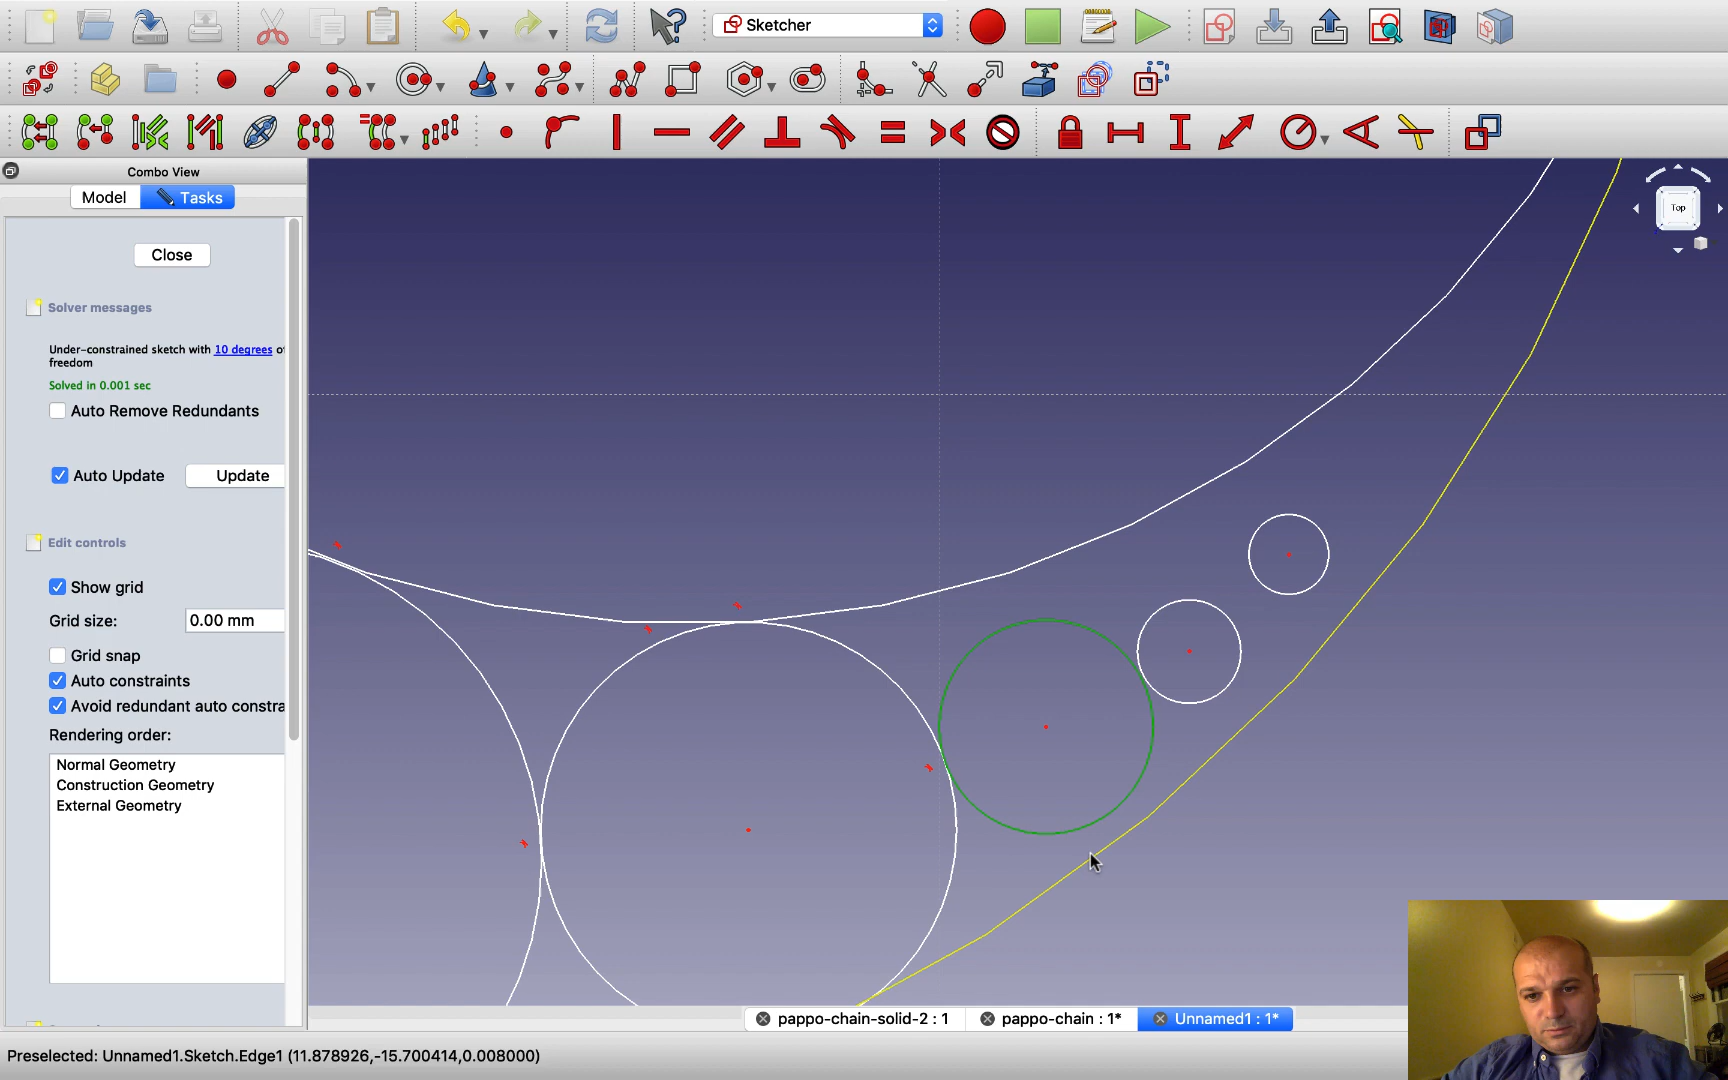 Sketcher
Combo View
Model
Tasks
Top
Close
Solver messages
Under-constrained sketch with 10 degrees of
freedom
Solved in 0.001 sec
Auto Remove Redundants
Auto Update
Update
Edit controls
Show grid
Grid size:
0.00 mm
Grid snap
Auto constraints
Avoid redundant auto constra
Rendering order:
Normal Geometry
Construction Geometry
External Geometry
pappo-chain-solid-2 : 1
pappo-chain : 1*
Unnamed1 : 1*
Preselected: Unnamed1.Sketch.Edge1 (11.878926,-15.700414,0.008000)